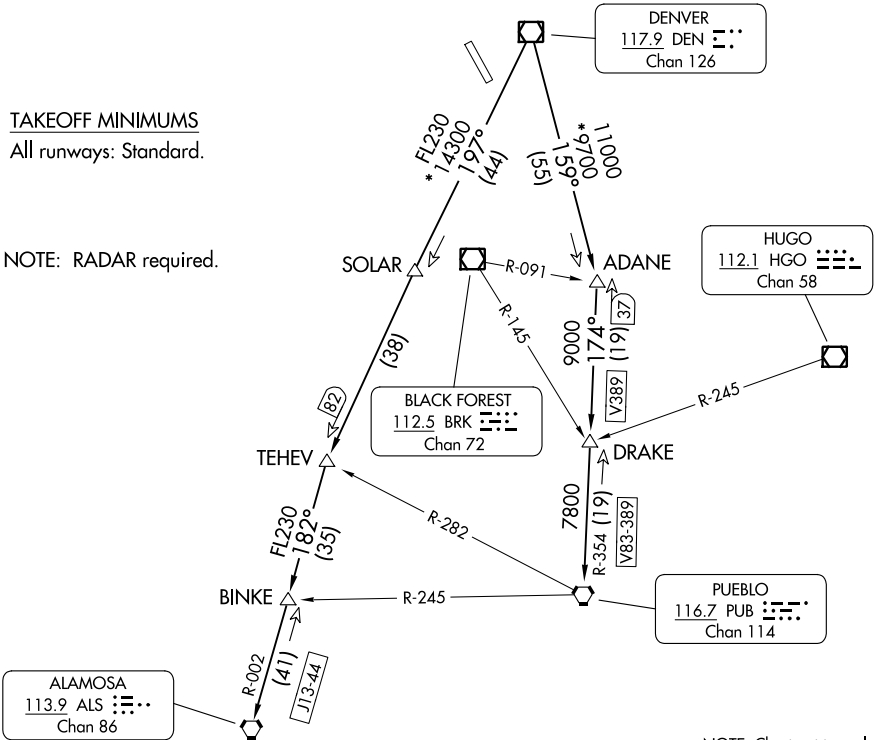 DENVER
117.9 DEN
Chan 126
TAKEOFF MINIMUMS
All runways: Standard.
NOTE: RADAR required.
FL230
*14300
197°
(44)
11000
*9700
159°
(55)
HUGO
112.1 HGO
Chan 58
SOLAR
R-091
ADANE
37
R-145
9000
174°
(19)
V389
(38)
82
BLACK FOREST
112.5 BRK
Chan 72
R-245
DRAKE
TEHEV
R-282
7800
R-354 (19)
V83-389
FL230
182°
(35)
BINKE
R-245
PUEBLO
116.7 PUB
Chan 114
R-002
(41)
J13-44
ALAMOSA
113.9 ALS
Chan 86